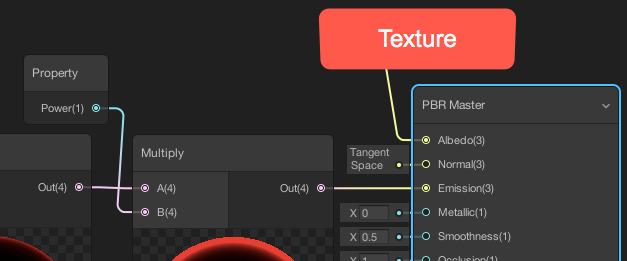 Texture
Property
Power(1)
PBR Master
Albedo(3)
Tangent
Space
Normal(3)
Multiply
Out(4)
A(4)
B(4)
Out(4)
Emission(3)
X 0
Metallic(1)
X 0.5
Smoothness(1)
X 1
Occlusion(1)